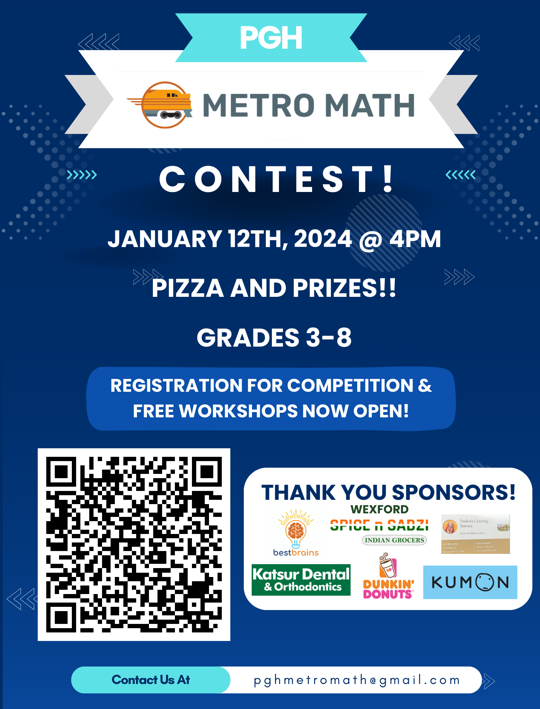 PGH
METRO MATH
CONTEST!
JANUARY 12TH, 2024 @ 4PM
PIZZA AND PRIZES!!
GRADES 3-8
REGISTRATION FOR COMPETITION &
FREE WORKSHOPS NOW OPEN!
THANK YOU SPONSORS!
WEXFORD
SPICE n SABZI
INDIAN GROCERS
bestbrains
Katsur Dental
& Orthodontics
DUNKIN'
DONUTS
KUMON
Contact Us At
pghmetromath@gmail.com